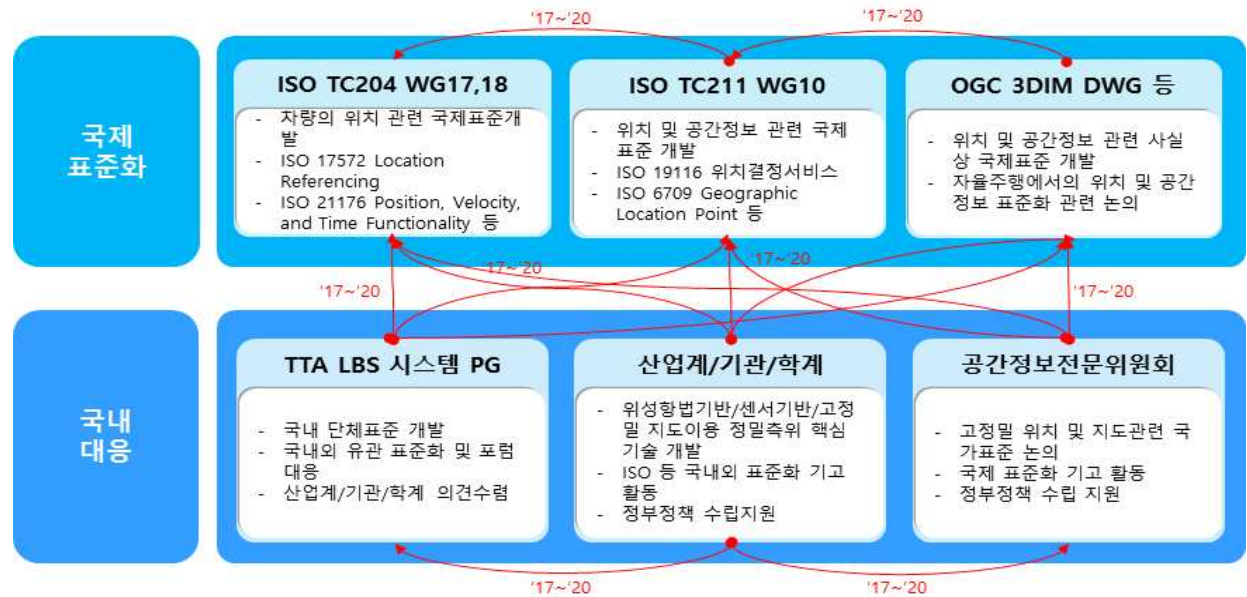 '17~'20
'17~'20
국제
표준화
ISO TC204 WG17,18
- 차량의 위치 관련 국제표준개
발
- ISO 17572 Location
Referencing
- ISO 21176 Position, Velocity,
and Time Functionality 등
ISO TC211 WG10
- 위치 및 공간정보 관련 국제
표준 개발
- ISO 19116 위치결정서비스
- ISO 6709 Geographic
Location Point 등
OGC 3DIM DWG 등
- 위치 및 공간정보 관련 사실
상 국제표준 개발
- 자율주행에서의 위치 및 공간
정보 표준화 관련 논의
'17~'20
'17~'20
'17~'20
'17~'20
국내
대응
TTA LBS 시스템 PG
- 국내 단체표준 개발
- 국내외 유관 표준화 및 포럼
대응
- 산업계/기관/학계 의견수렴
산업계/기관/학계
- 위성항법기반/센서기반/고정
밀 지도이용 정밀측위 핵심
기술 개발
- ISO 등 국내외 표준화 기고
활동
- 정부정책 수립지원
공간정보전문위원회
- 고정밀 위치 및 지도관련 국
가표준 논의
- 국제 표준화 기고 활동
- 정부정책 수립 지원
'17~'20
'17~'20